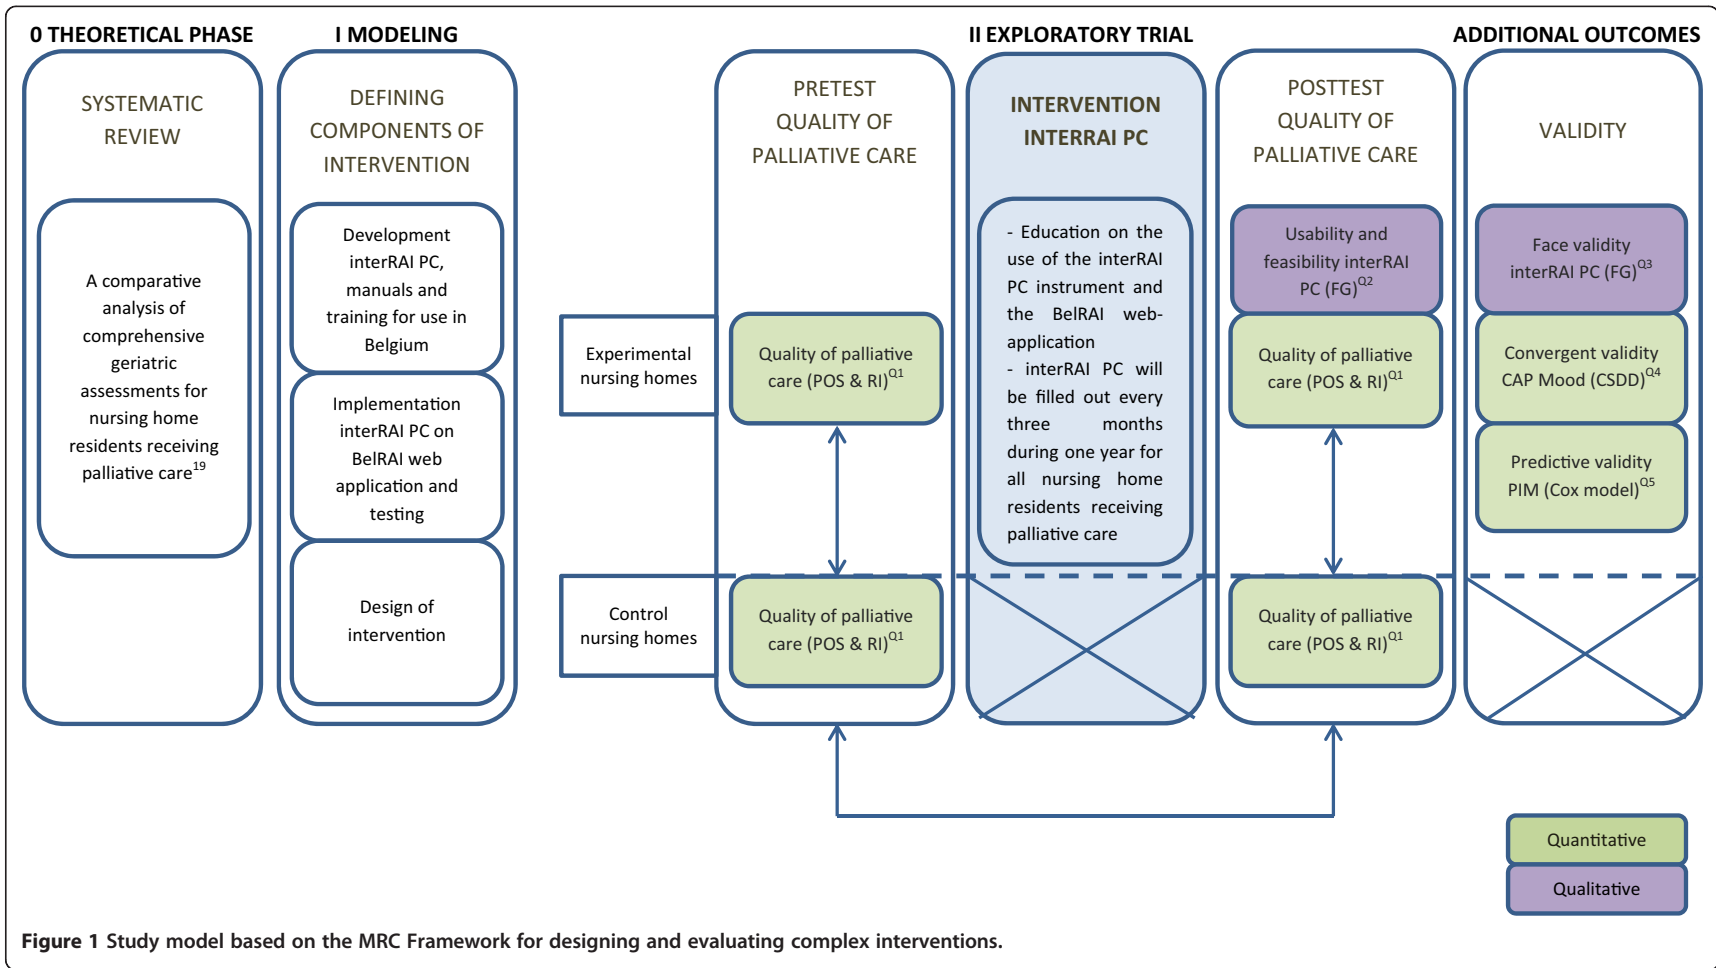 0 THEORETICAL PHASE
I MODELING
II EXPLORATORY TRIAL
ADDITIONAL OUTCOMES
SYSTEMATIC
REVIEW
A comparative
analysis of
comprehensive
geriatric
assessments for
nursing home
residents receiving
palliative care19
DEFINING
COMPONENTS OF
INTERVENTION
Development
interRAI PC,
manuals and
training for use in
Belgium
Implementation
interRAI PC on
BelRAI web
application and
testing
Design of
intervention
Experimental
nursing homes
Control
nursing homes
PRETEST
QUALITY OF
PALLIATIVE CARE
Quality of palliative
care (POS & RI)Q1
Quality of palliative
care (POS & RI)Q1
INTERVENTION
INTERRAI PC
- Education on the
use of the interRAI
PC instrument and
the BelRAI web-
application
- interRAI PC will
be filled out every
three months
during one year for
all nursing home
residents receiving
palliative care
POSTTEST
QUALITY OF
PALLIATIVE CARE
Usability and
feasibility interRAI
PC (FG)Q2
Quality of palliative
care (POS & RI)Q1
Quality of palliative
care (POS & RI)Q1
VALIDITY
Face validity
interRAI PC (FG)Q3
Convergent validity
CAP Mood (CSDD)Q4
Predictive validity
PIM (Cox model)Q5
Quantitative
Qualitative
Figure 1 Study model based on the MRC Framework for designing and evaluating complex interventions.